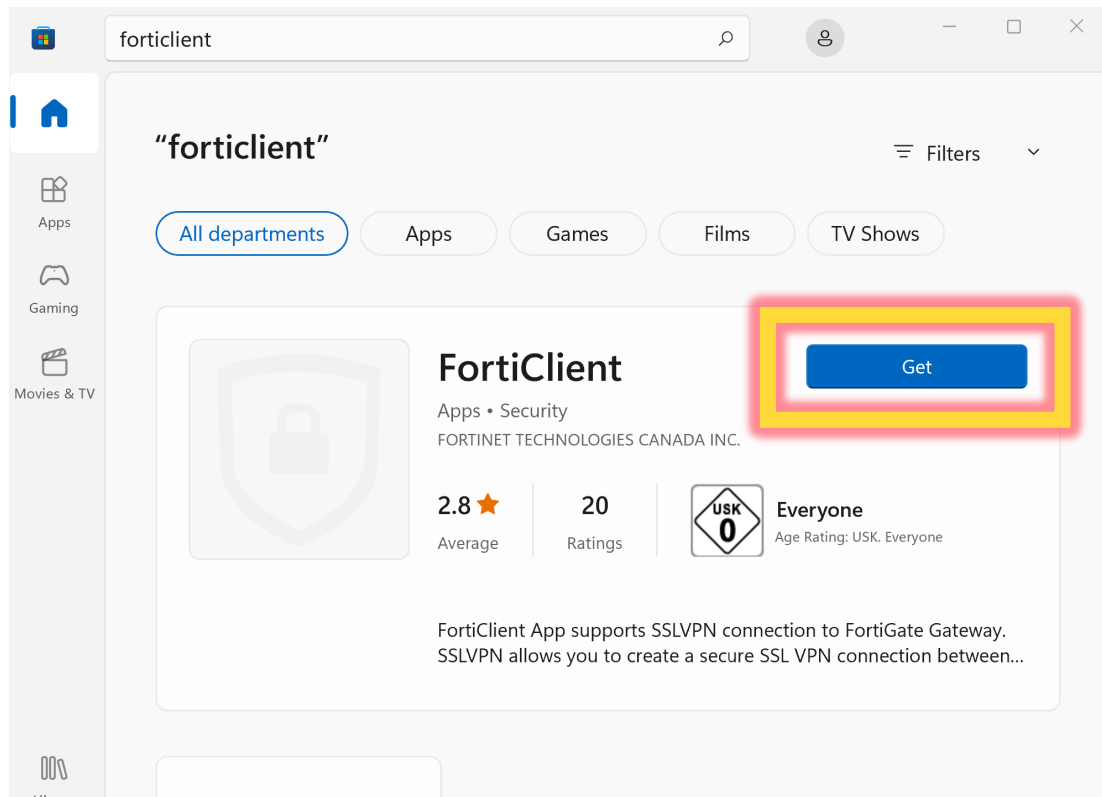 forticlient
“forticlient”
Filters
All departments
Apps
Games
Films
TV Shows
Apps
Gaming
Movies & TV
FortiClient
Get
Apps • Security
FORTINET TECHNOLOGIES CANADA INC.
2.8
Average
20
Ratings
USK
0
Everyone
Age Rating: USK. Everyone
FortiClient App supports SSLVPN connection to FortiGate Gateway.
SSLVPN allows you to create a secure SSL VPN connection between...